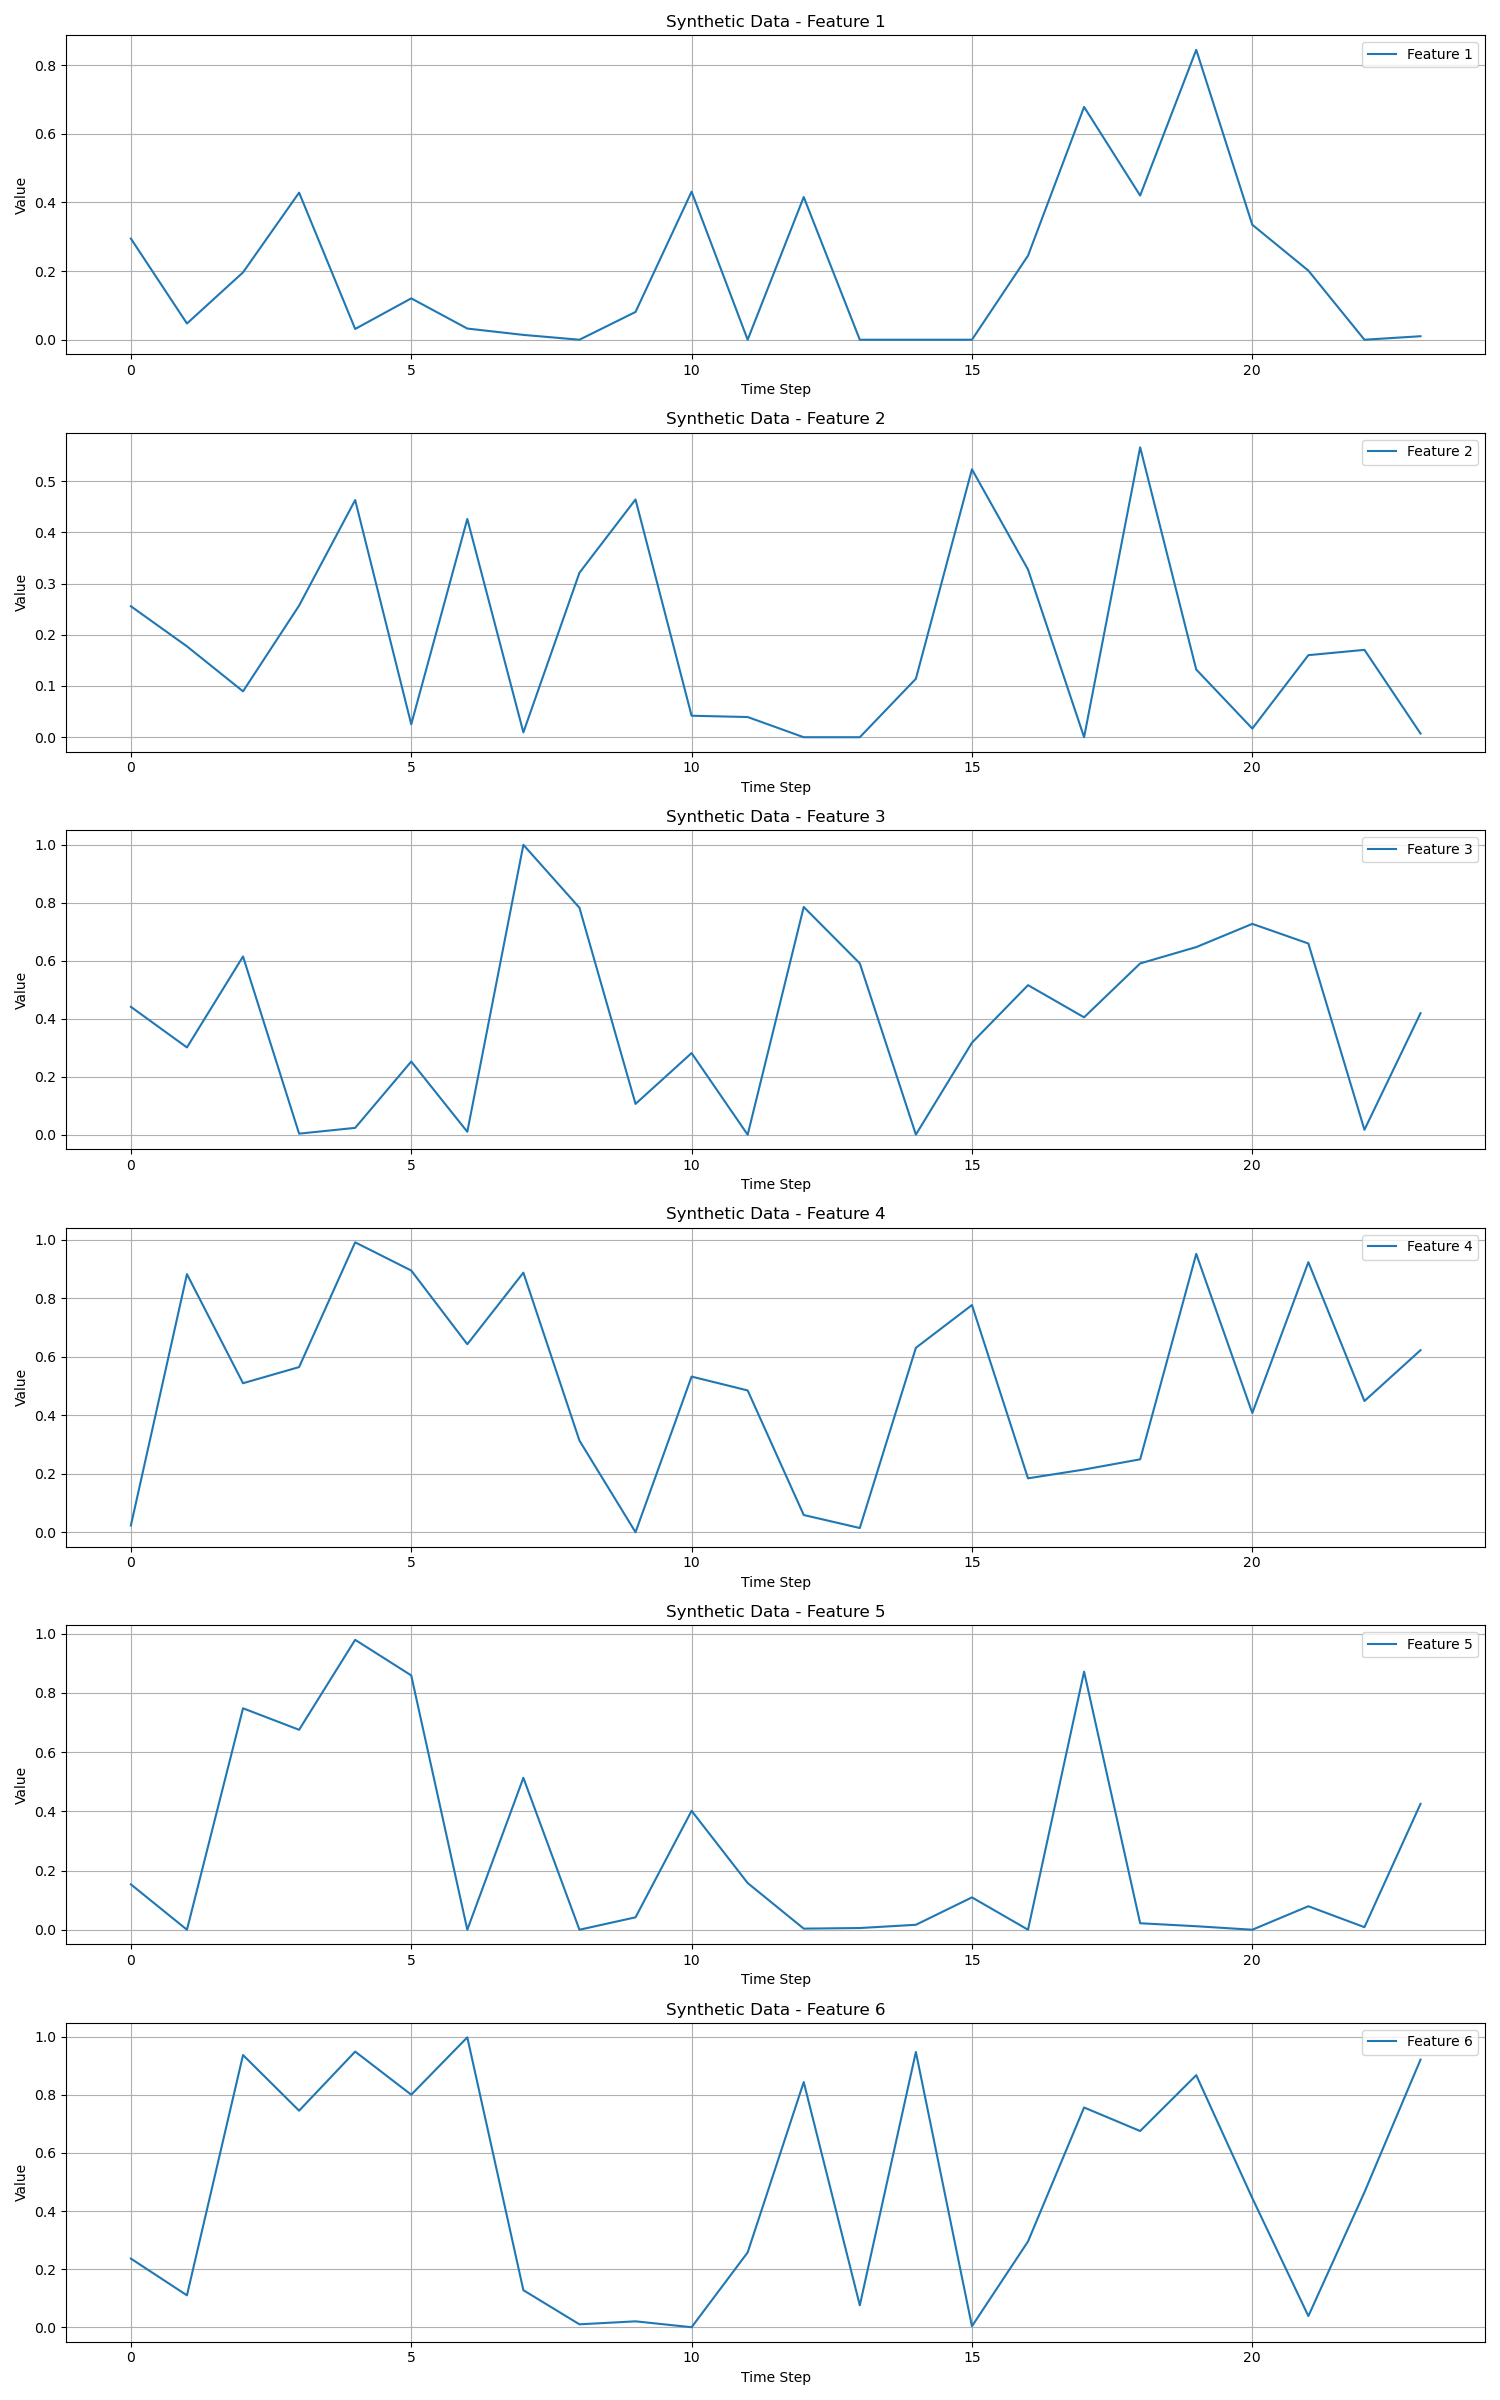 Synthetic Data - Feature 1
Feature 1
0.8
0.6
0.4
0.2
0.0
Value
0 5 10 15 20
Time Step
Synthetic Data - Feature 2
Feature 2
0.5
0.4
0.3
0.2
0.1
0.0
Value
0 5 10 15 20
Time Step
Synthetic Data - Feature 3
Feature 3
1.0
0.8
0.6
0.4
0.2
0.0
Value
0 5 10 15 20
Time Step
Synthetic Data - Feature 4
Feature 4
1.0
0.8
0.6
0.4
0.2
0.0
Value
0 5 10 15 20
Time Step
Synthetic Data - Feature 5
Feature 5
1.0
0.8
0.6
0.4
0.2
0.0
Value
0 5 10 15 20
Time Step
Synthetic Data - Feature 6
Feature 6
1.0
0.8
0.6
0.4
0.2
0.0
Value
0 5 10 15 20
Time Step